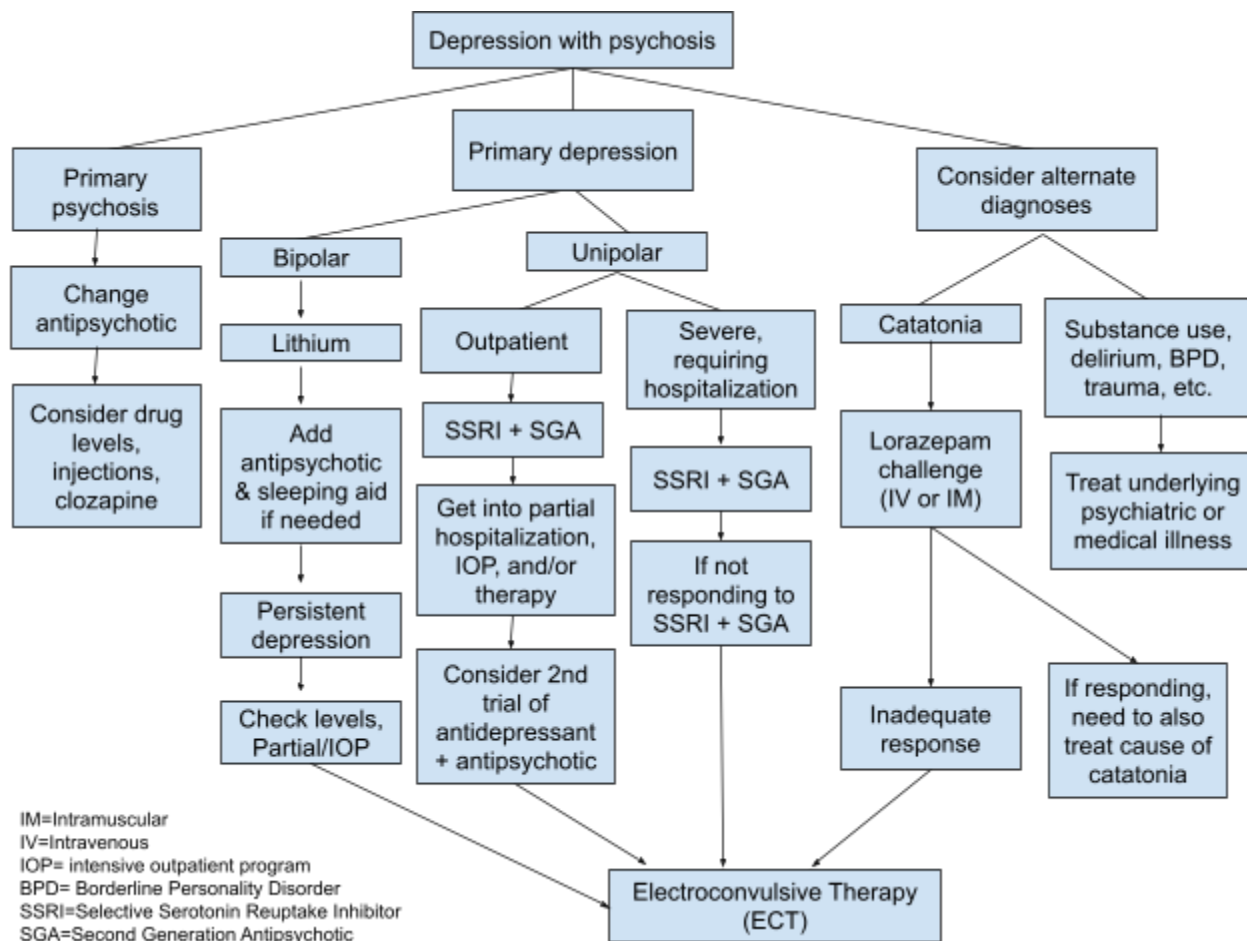 Depression with psychosis
Primary
psychosis
Change
antipsychotic
Consider drug
levels,
injections,
clozapine
Primary depression
Bipolar
Lithium
Add
antipsychotic
& sleeping aid
if needed
Persistent
depression
Check levels,
Partial/IOP
Unipolar
Outpatient
SSRI + SGA
Get into partial
hospitalization,
IOP, and/or
therapy
Consider 2nd
trial of
antidepressant
+ antipsychotic
Severe,
requiring
hospitalization
SSRI + SGA
If not
responding to
SSRI + SGA
Consider alternate
diagnoses
Catatonia
Lorazepam
challenge
(IV or IM)
Inadequate
response
If responding,
need to also
treat cause of
catatonia
Substance use,
delirium, BPD,
trauma, etc.
Treat underlying
psychiatric or
medical illness
Electroconvulsive Therapy
(ECT)
IM=Intramuscular
IV=Intravenous
IOP= intensive outpatient program
BPD= Borderline Personality Disorder
SSRI=Selective Serotonin Reuptake Inhibitor
SGA=Second Generation Antipsychotic